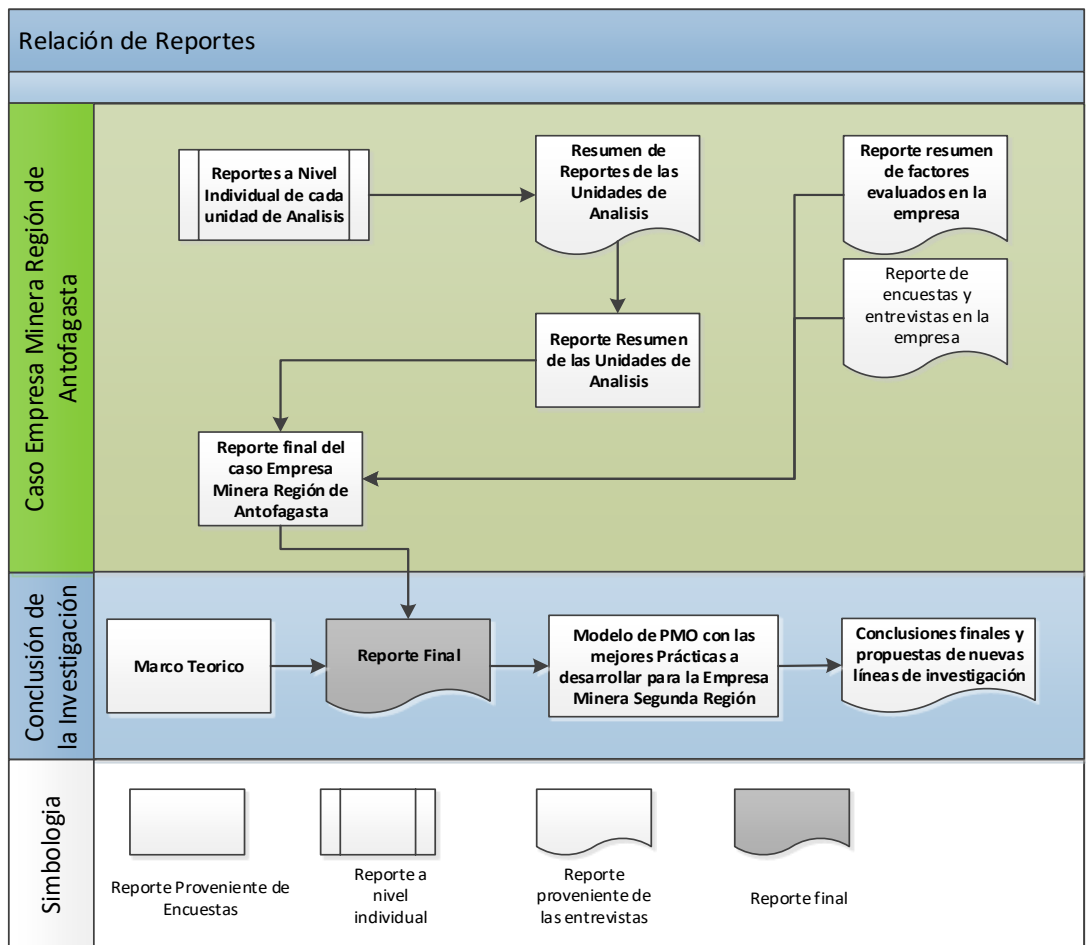 Relación de Reportes
Caso Empresa Minera Región de
Antofagasta
Reportes a Nivel
Individual de cada
unidad de Analisis
Resumen de
Reportes de las
Unidades de
Analisis
Reporte resumen
de factores
evaluados en la
empresa
Reporte de
encuestas y
entrevistas en la
empresa
Reporte Resumen
de las Unidades de
Analisis
Reporte final del
caso Empresa
Minera Región de
Antofagasta
Conclusión de
la Investigación
Marco Teorico
Reporte Final
Modelo de PMO con las
mejores Prácticas a
desarrollar para la Empresa
Minera Segunda Región
Conclusiones finales y
propuestas de nuevas
líneas de investigación
Simbologia
Reporte Proveniente de
Encuestas
Reporte a
nivel
individual
Reporte
proveniente de
las entrevistas
Reporte final